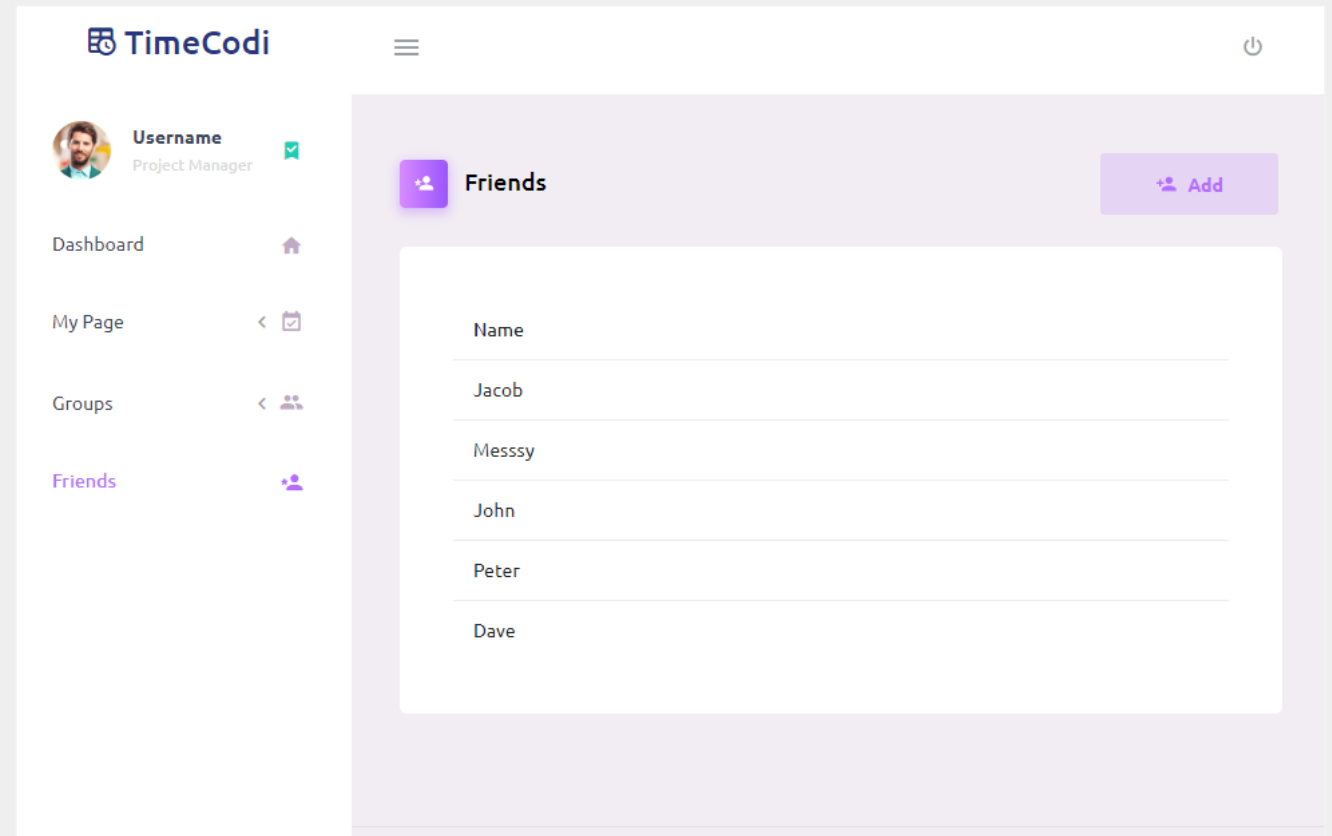 TimeCodi
Username
Project Manager
Dashboard
My Page
Groups
Friends
Friends
Add
Name
Jacob
Messsy
John
Peter
Dave